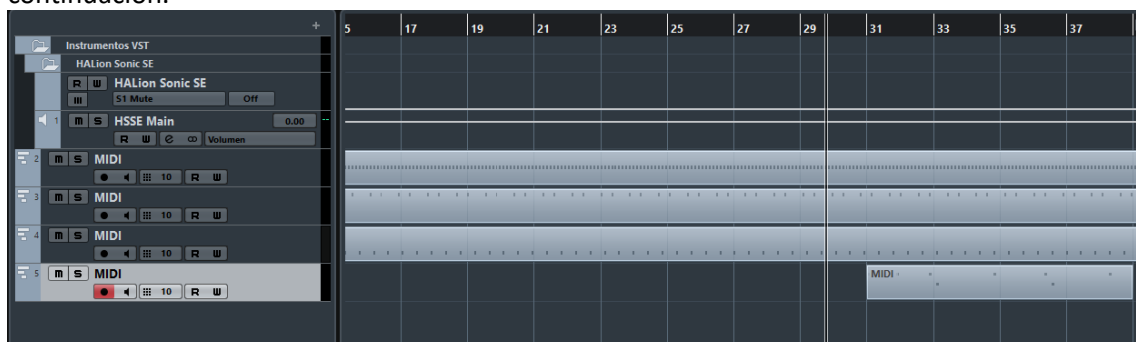 continuación.
+
5 17 19 21 23 25 27 29 31 33 35 37
Instrumentos VST
HALion Sonic SE
R W HALion Sonic SE
S1 Mute Off
1 m S HSSE Main 0.00 --
R W e Volumen
2 m S MIDI
10 R W
3 m S MIDI
10 R W
4 m S MIDI
10 R W
5 m S MIDI MIDI
10 R W